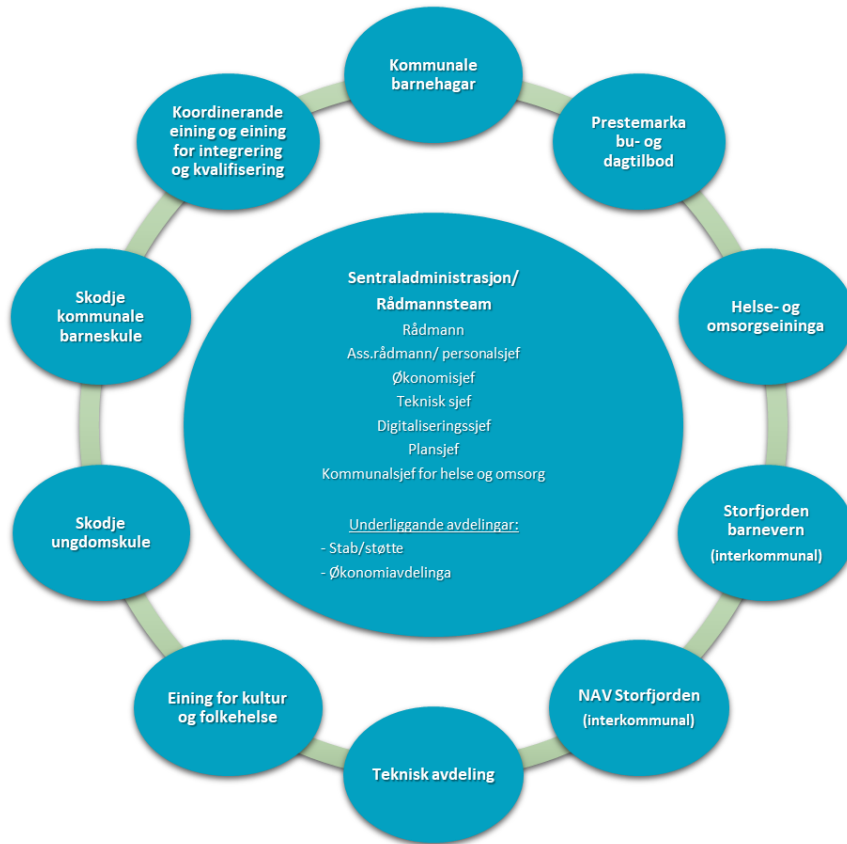 Kommunale
barnehagar
Prestemarka
bu- og
dagtilbod
Helse- og
omsorgseininga
Storfjorden
barnevern
(interkommunal)
NAV Storfjorden
(interkommunal)
Teknisk avdeling
Eining for kultur
og folkehelse
Skodje
ungdomskule
Skodje
kommunale
barneskule
Koordinerande
eining og eining
for integrering
og kvalifisering
Sentraladministrasjon/
Rådmannsteam
Rådmann
Ass.rådmann/ personalsjef
Økonomisjef
Teknisk sjef
Digitaliseringssjef
Plansjef
Kommunalsjef for helse og omsorg
Underliggande avdelingar:
- Stab/støtte
- Økonomiavdelinga